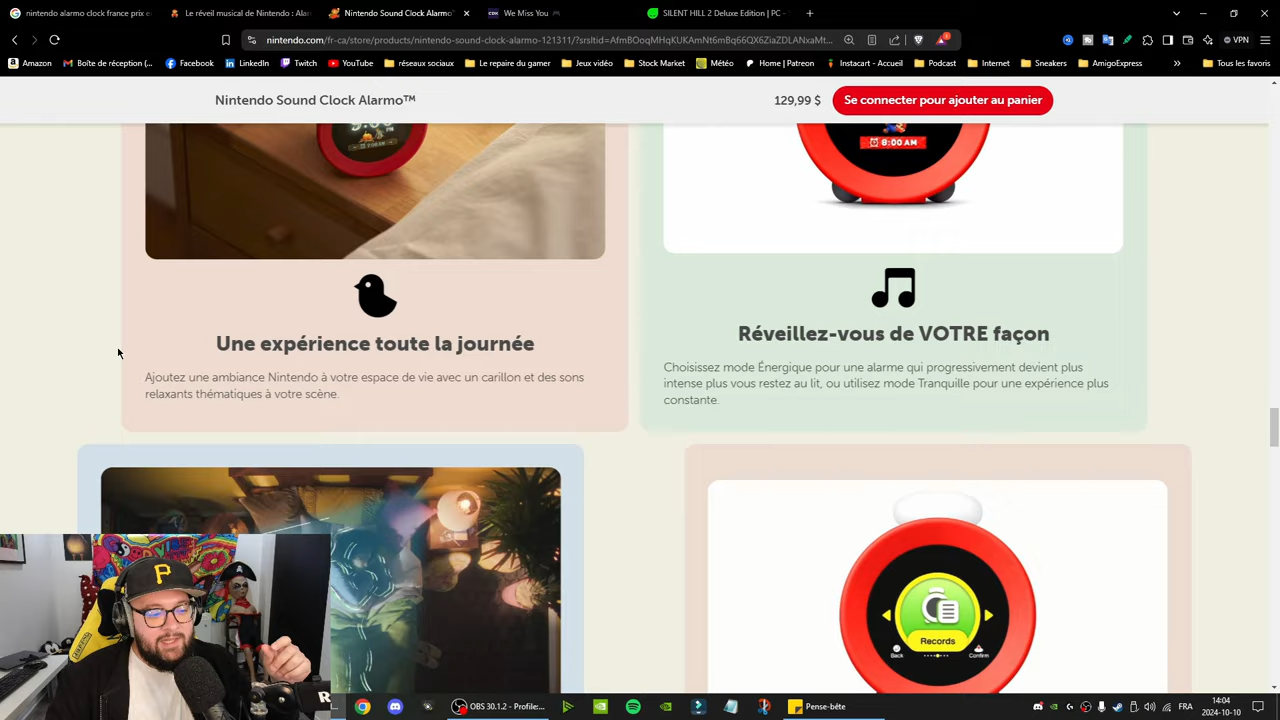 nintendo alarmo clock france prix e
Le réveil musical de Nintendo : Alar
Nintendo Sound Clock Alarmo™
We Miss You
SILENT HILL 2 Deluxe Edition | PC -
nintendo.com/fr-ca/store/products/nintendo-sound-clock-alarmo-121311/?srsltid=AfmBOoqMHqKUKAmNt6mBq66QX6ZiaZDLANxaMt...
VPN
Amazon
Boîte de réception (...
Facebook
LinkedIn
Twitch
YouTube
réseaux sociaux
Le repaire du gamer
Jeux vidéo
Stock Market
Météo
Home | Patreon
Instacart - Accueil
Podcast
Internet
Sneakers
AmigoExpress
»
Tous les favoris
Nintendo Sound Clock Alarmo™
129,99 $
Se connecter pour ajouter au panier
8:00 AM
Une expérience toute la journée
Ajoutez une ambiance Nintendo à votre espace de vie avec un carillon et des sons
relaxants thématiques à votre scène.
Réveillez-vous de VOTRE façon
Choisissez mode Énergique pour une alarme qui progressivement devient plus
intense plus vous restez au lit, ou utilisez mode Tranquille pour une expérience plus
constante.
Records
Back
Confirm
P
A
R
OBS 30.1.2 - Profile:...
Pense-bête
FRA
14:04
2024-10-10